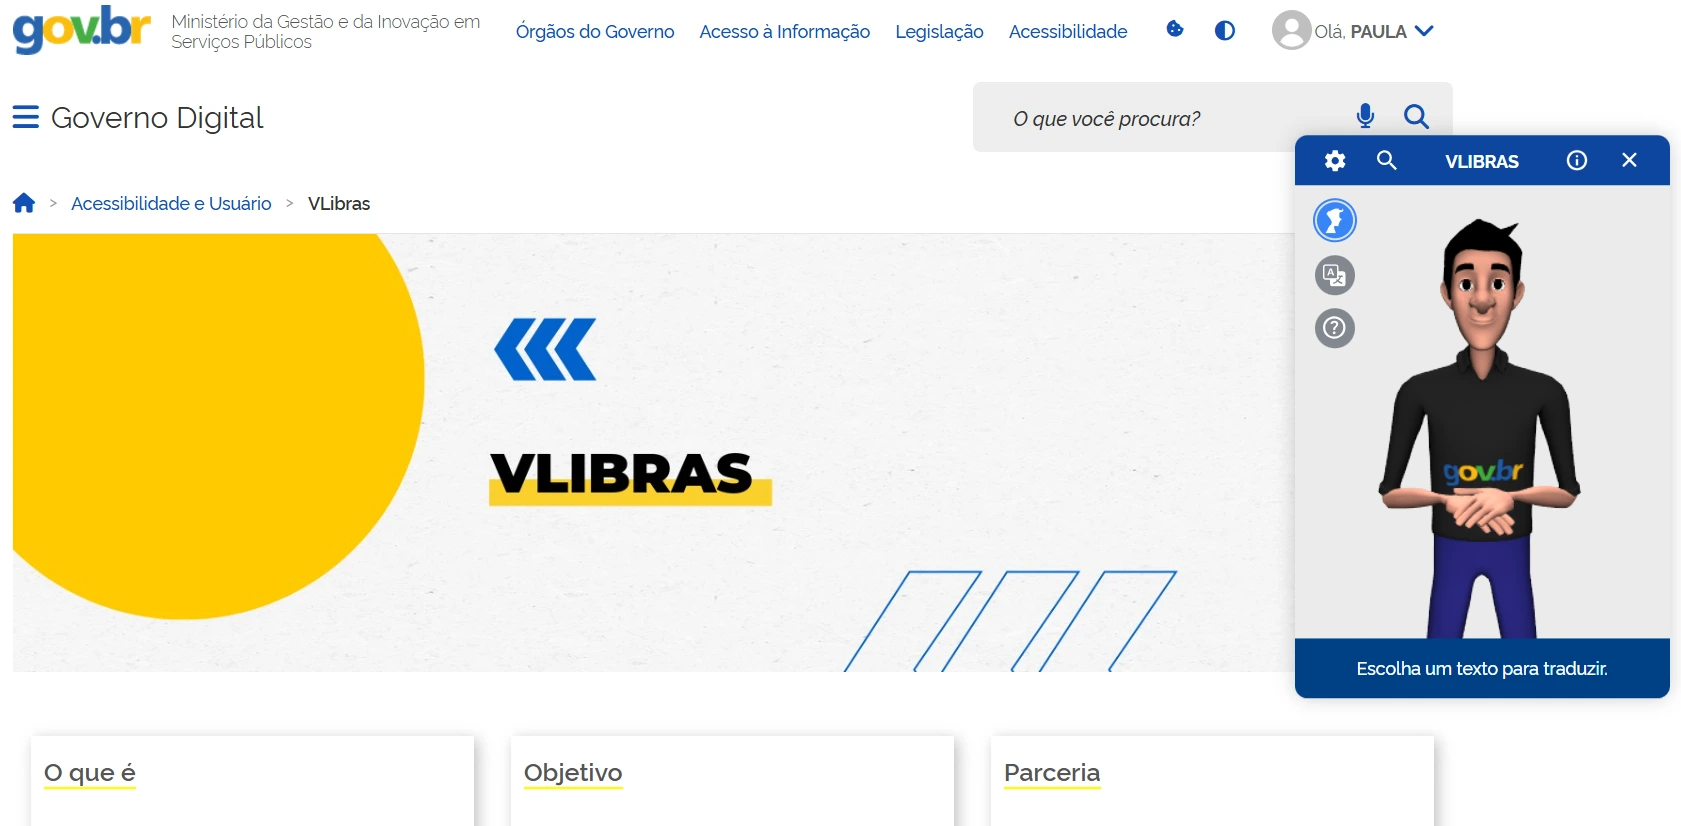 gov.br
Ministério da Gestão e da Inovação em
Serviços Públicos
Órgãos do Governo
Acesso à Informação
Legislação
Acessibilidade
Olá, PAULA
Governo Digital
O que você procura?
Acessibilidade e Usuário > VLibras
VLIBRAS
VLIBRAS
gov.br
Escolha um texto para traduzir.
O que é
Objetivo
Parceria